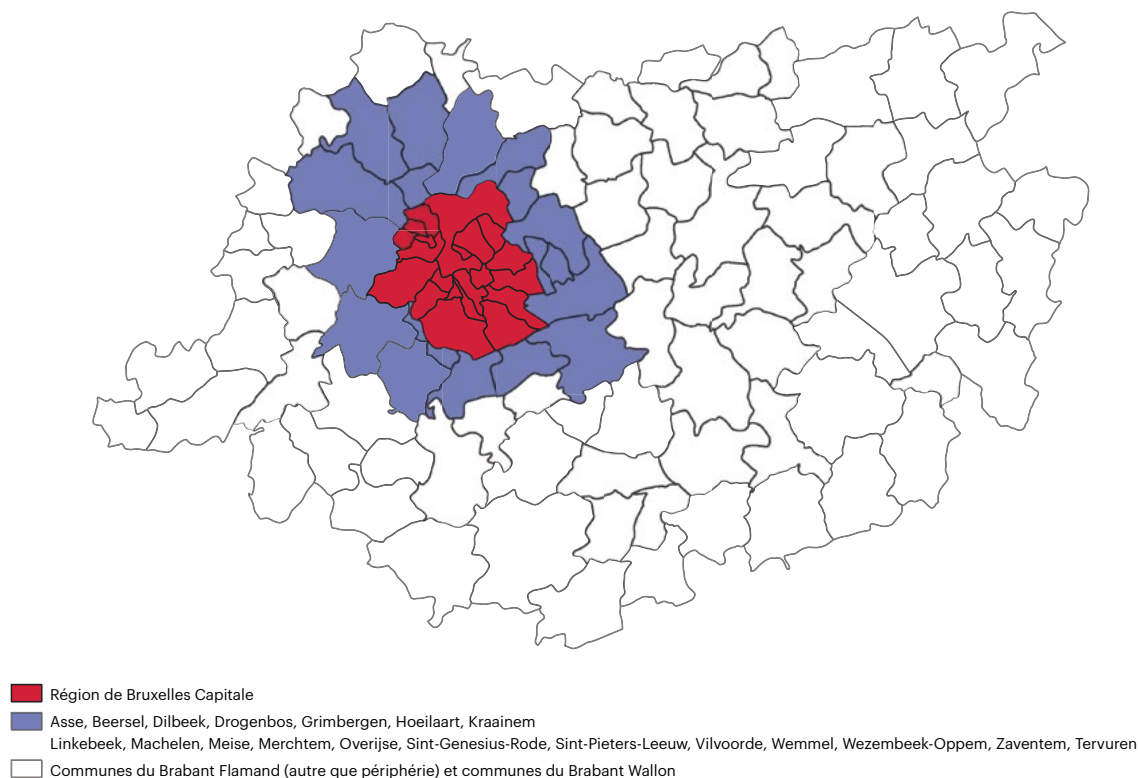 Région de Bruxelles Capitale
Asse, Beersel, Dilbeek, Drogenbos, Grimbergen, Hoeilaart, Kraainem
Linkebeek, Machelen, Meise, Merchtem, Overijse, Sint-Genesius-Rode, Sint-Pieters-Leeuw, Vilvoorde, Wemmel, Wezembeek-Oppem, Zaventem, Tervuren
Communes du Brabant Flamand (autre que périphérie) et communes du Brabant Wallon